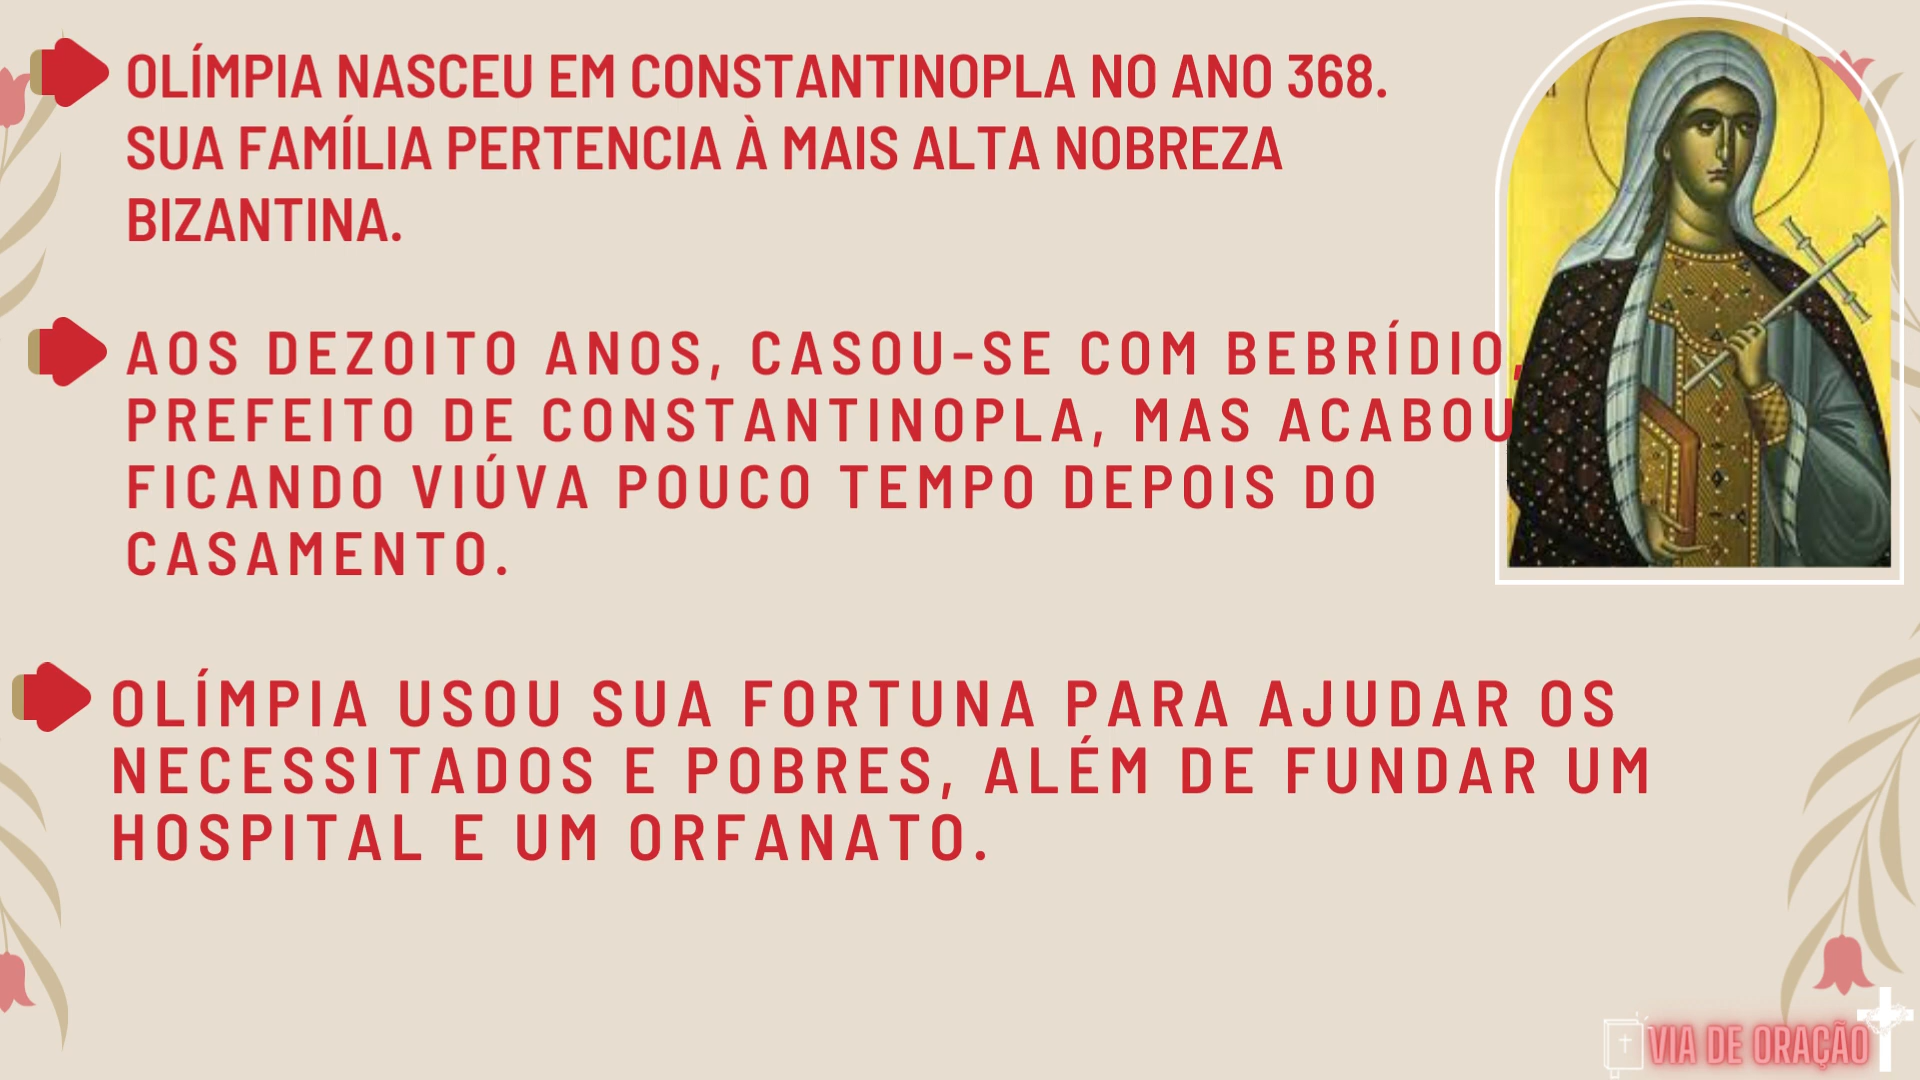 OLÍMPIA NASCEU EM CONSTANTINOPLA NO ANO 368.
SUA FAMÍLIA PERTENCIA À MAIS ALTA NOBREZA
BIZANTINA.
AOS DEZOITO ANOS, CASOU-SE COM BEBRÍDIO,
PREFEITO DE CONSTANTINOPLA, MAS ACABOU
FICANDO VIÚVA POUCO TEMPO DEPOIS DO
CASAMENTO.
OLÍMPIA USOU SUA FORTUNA PARA AJUDAR OS
NECESSITADOS E POBRES, ALÉM DE FUNDAR UM
HOSPITAL E UM ORFANATO.
VIA DE ORAÇÃO